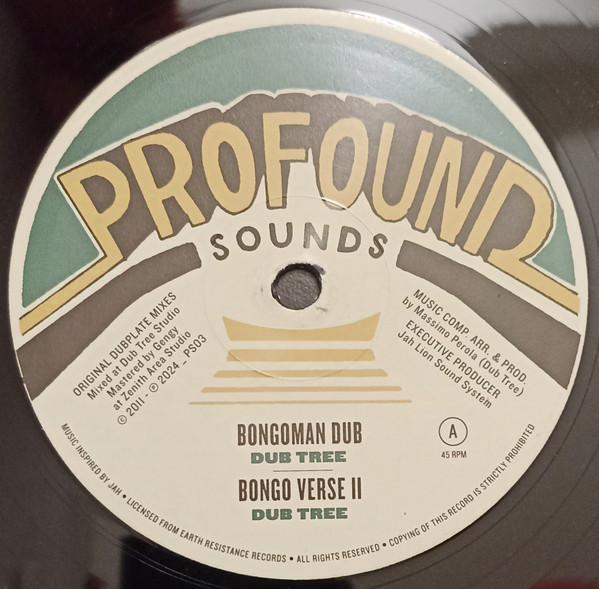 PROFOUND
SOUNDS
ORIGINAL DUBPLATE MIXES
Mixed at Dub Tree Studio
Mastered by Gengy
at Zenith Area Studio
© 2011 - ℗ 2024 _ PS03
MUSIC COMP. ARR. & PROD.
by Massimo Perola (Dub Tree)
EXECUTIVE PRODUCER
Jah Lion Sound System
BONGOMAN DUB
DUB TREE
BONGO VERSE II
DUB TREE
A
45 RPM
MUSIC INSPIRED BY JAH • LICENSED FROM EARTH RESISTANCE RECORDS • ALL RIGHTS RESERVED • COPYING OF THIS RECORD IS STRICTLY PROHIBITED